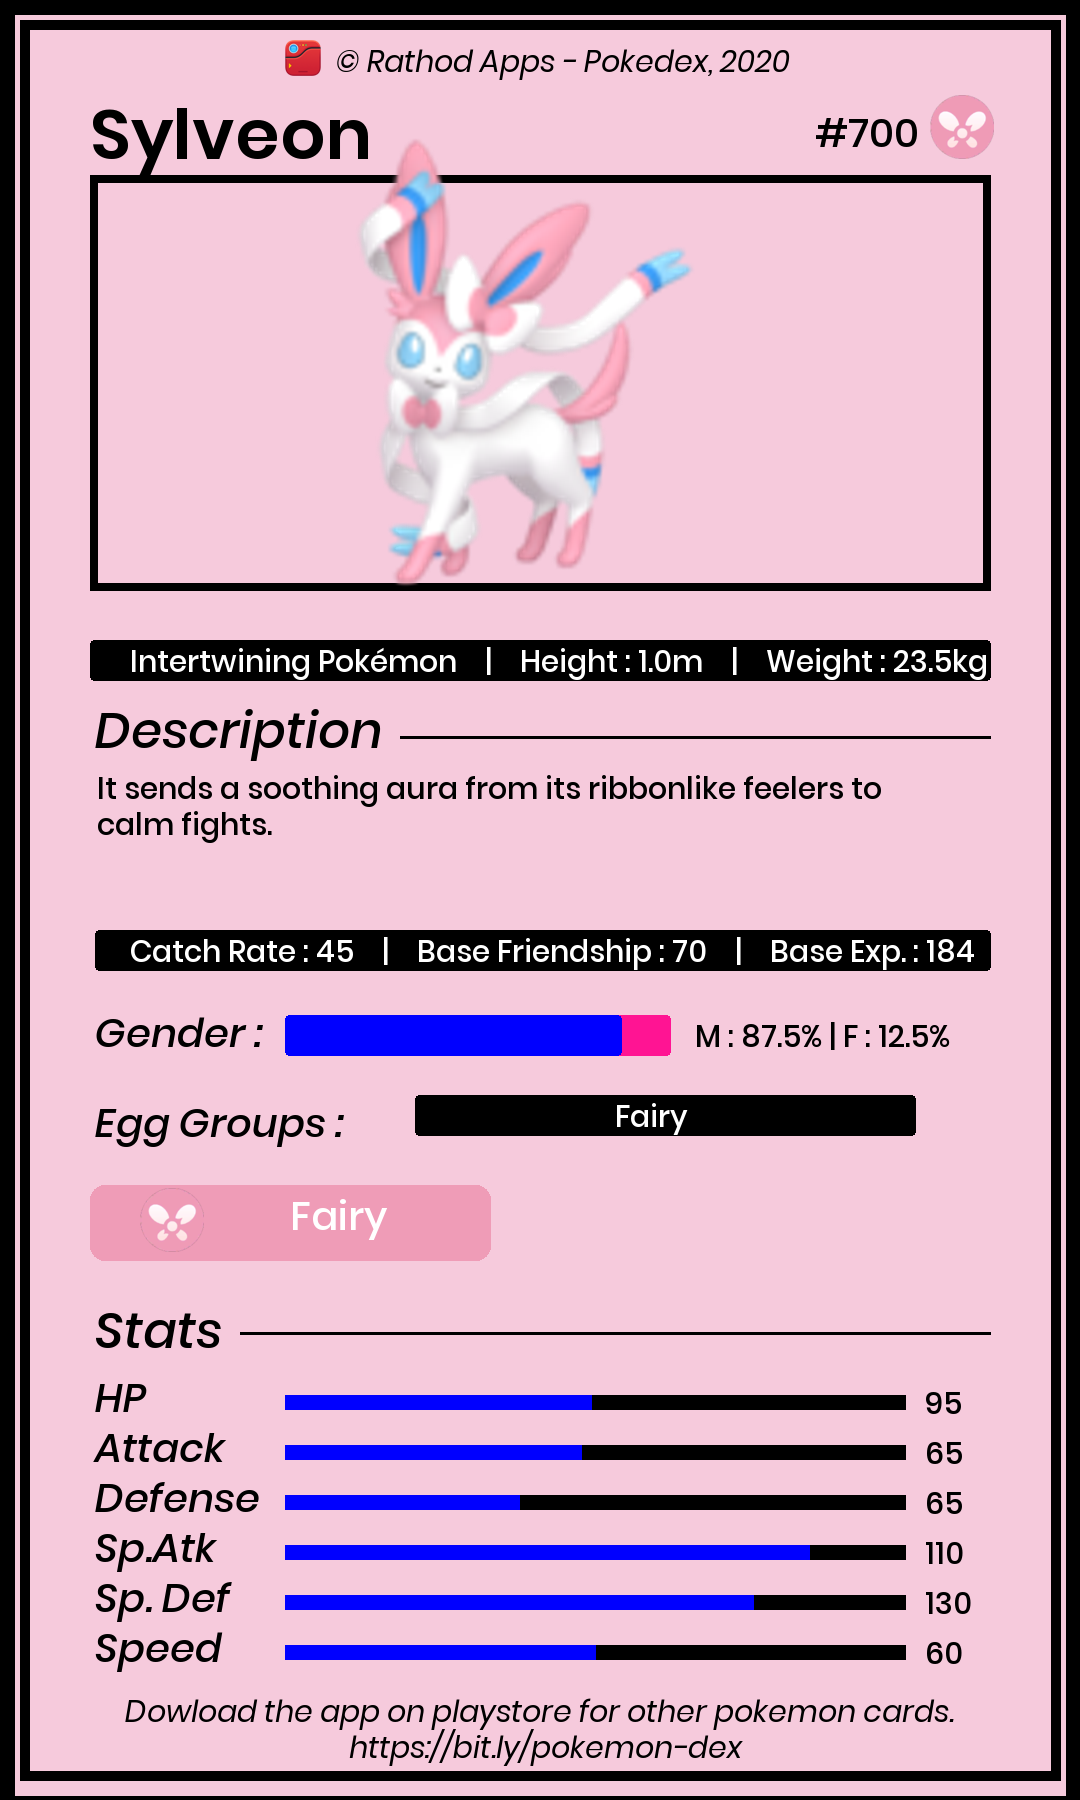 © Rathod Apps - Pokedex, 2020
Sylveon
#700
Intertwining Pokémon | Height : 1.0m | Weight : 23.5kg
Description
It sends a soothing aura from its ribbonlike feelers to
calm fights.
Catch Rate : 45 | Base Friendship : 70 | Base Exp. : 184
Gender : M : 87.5% | F : 12.5%
Egg Groups : Fairy
Fairy
Stats
HP 95
Attack 65
Defense 65
Sp.Atk 110
Sp. Def 130
Speed 60
Dowload the app on playstore for other pokemon cards.
https://bit.ly/pokemon-dex